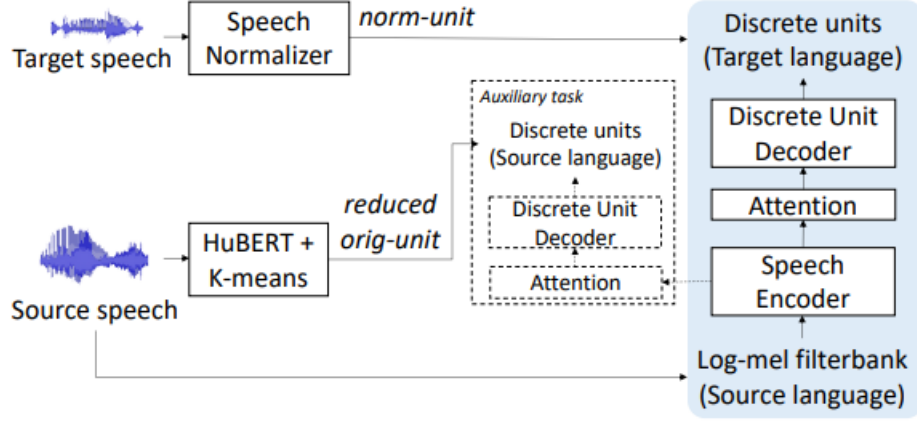 Target speech
Speech
Normalizer
norm-unit
Discrete units
(Target language)
Discrete Unit
Decoder
Attention
Speech
Encoder
Log-mel filterbank
(Source language)
Auxiliary task
Discrete units
(Source language)
Discrete Unit
Decoder
Attention
reduced
orig-unit
HuBERT +
K-means
Source speech